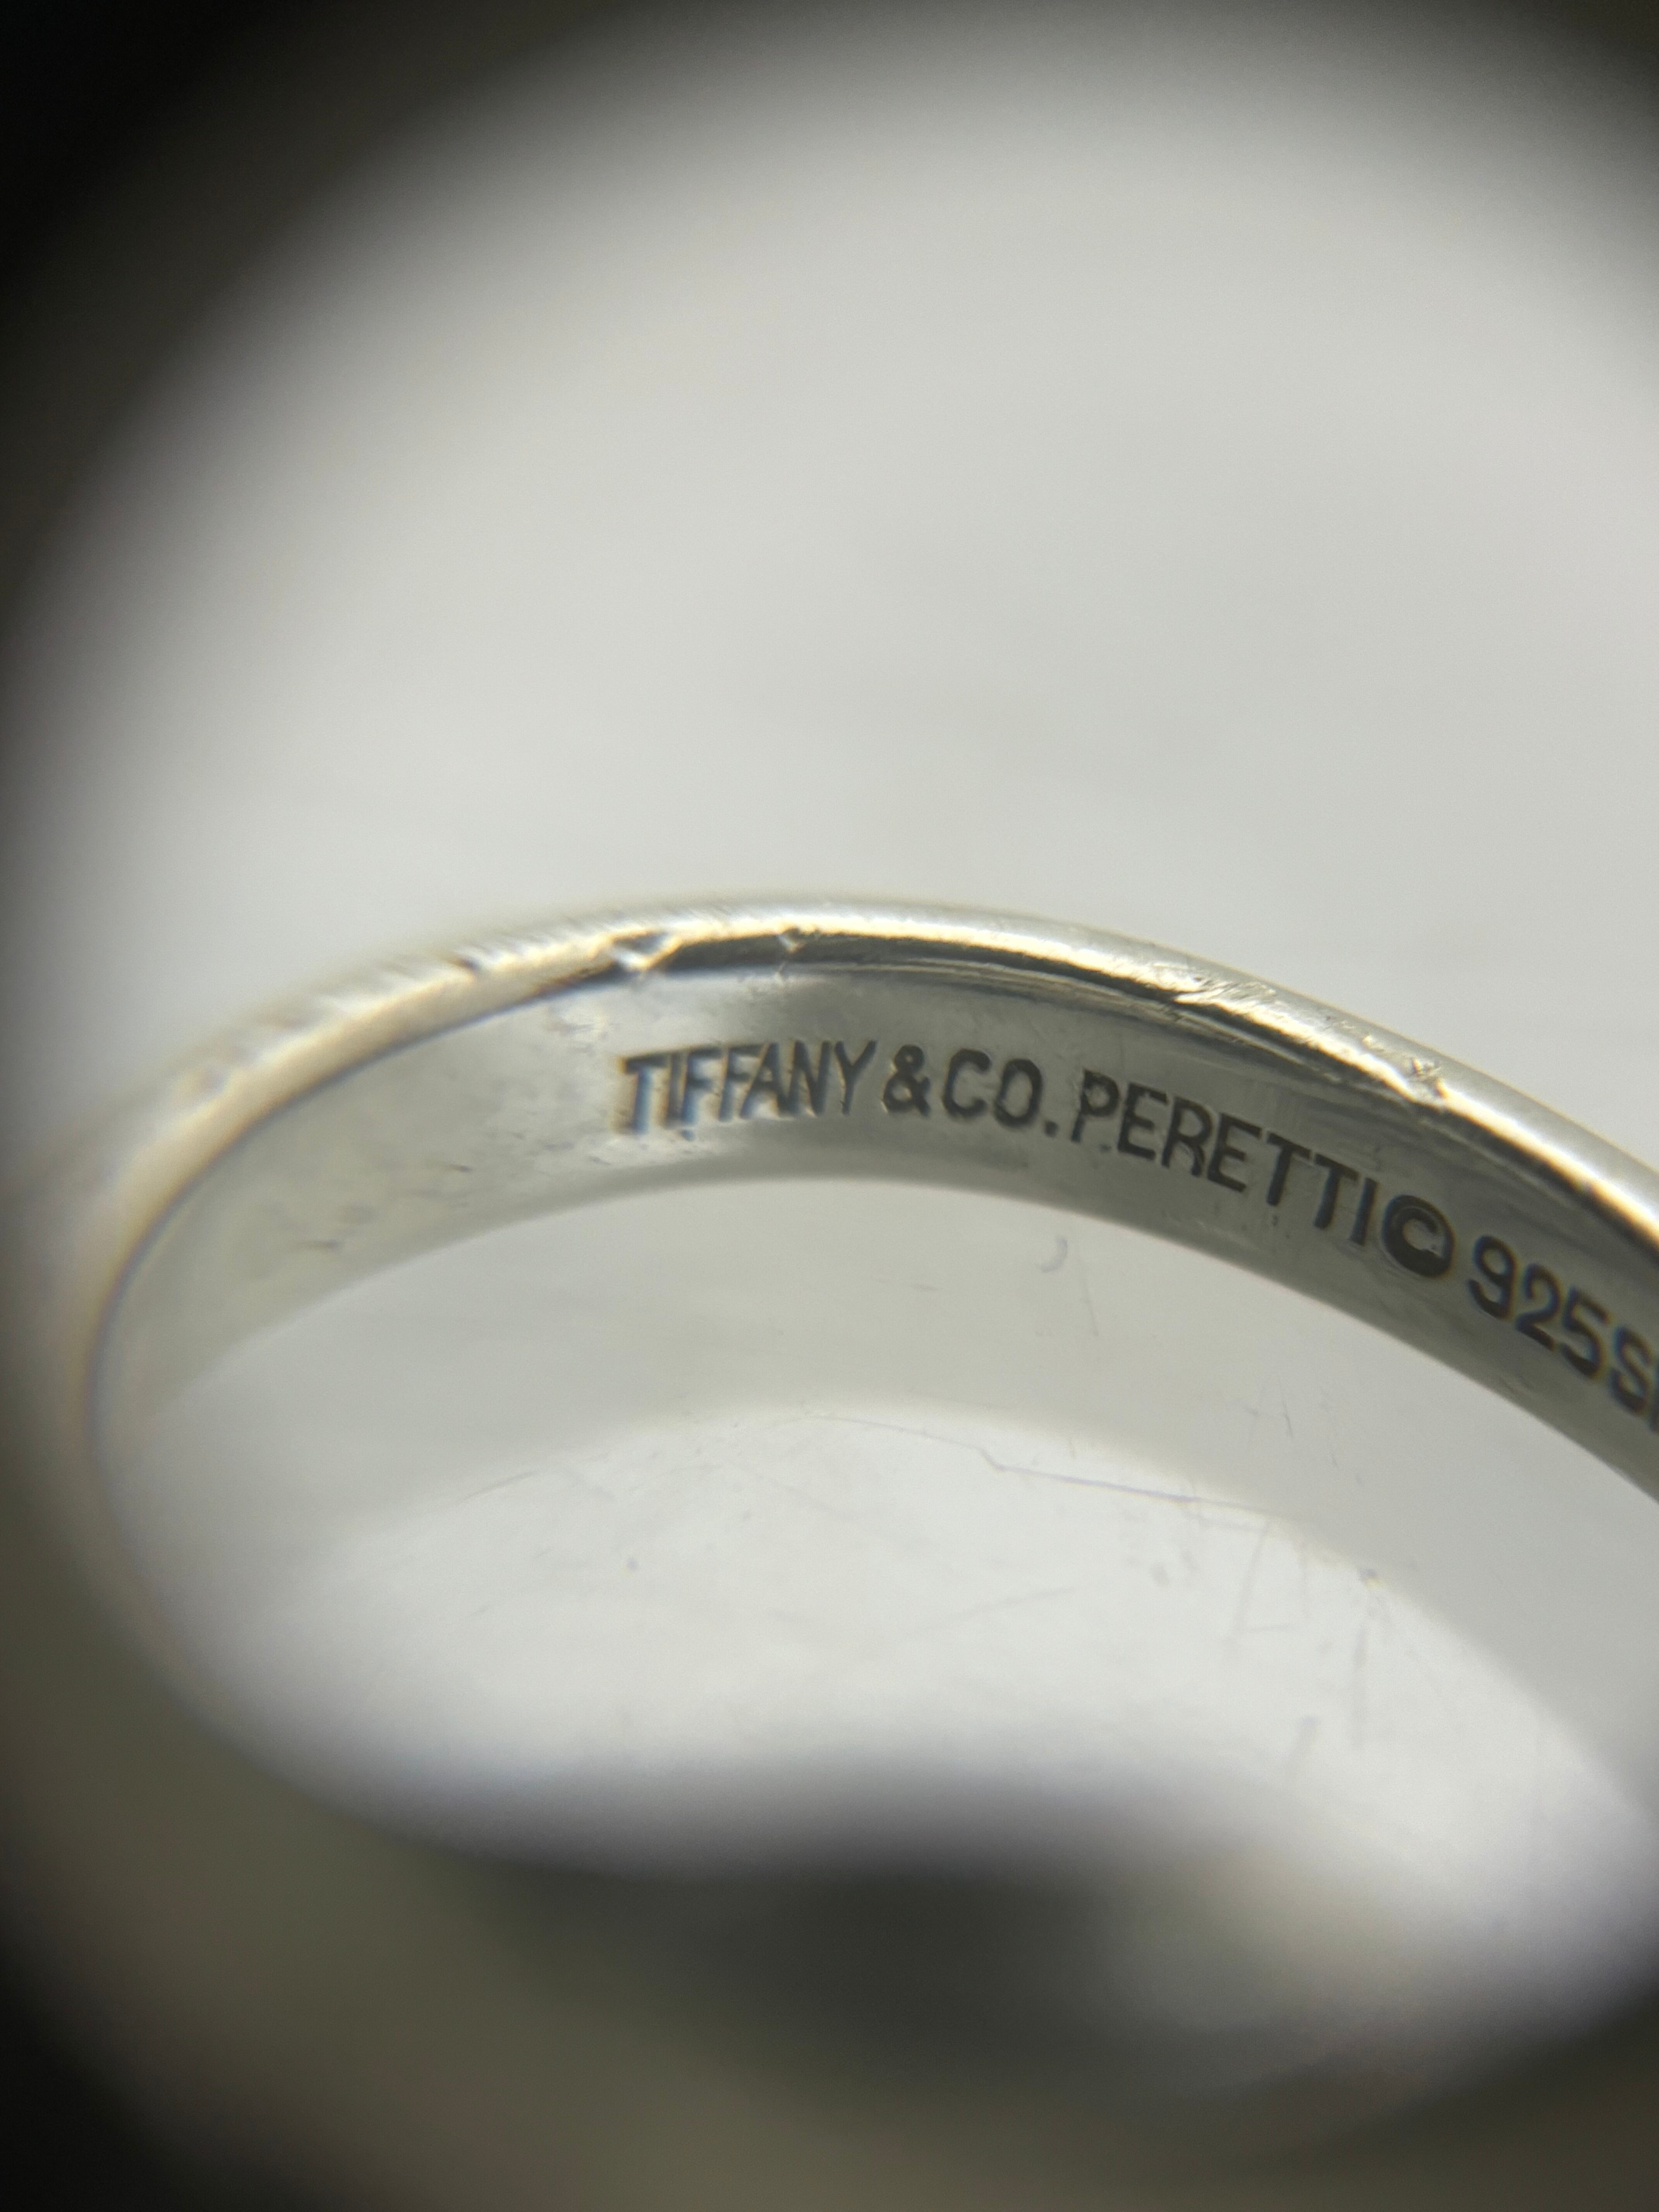 TIFFANY & CO. PERETTI © 925